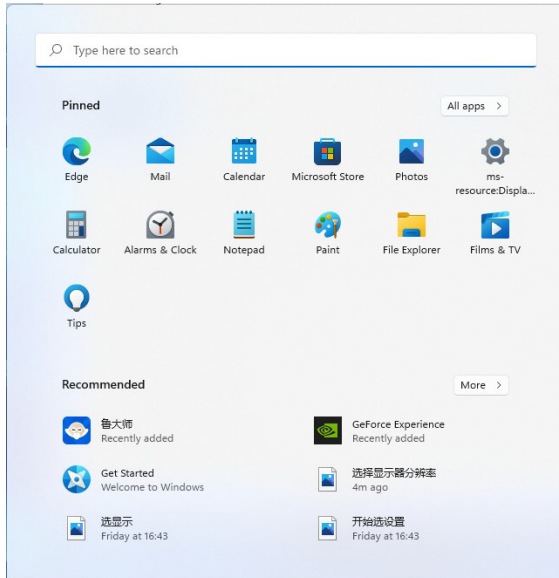 Type here to search
Pinned
All apps >
Edge
Mail
Calendar
Microsoft Store
Photos
ms-resource:Displa...
Calculator
Alarms & Clock
Notepad
Paint
File Explorer
Films & TV
Tips
Recommended
More >
鲁大师
Recently added
GeForce Experience
Recently added
Get Started
Welcome to Windows
选择显示器分辨率
4m ago
选显示
Friday at 16:43
开始选设置
Friday at 16:43